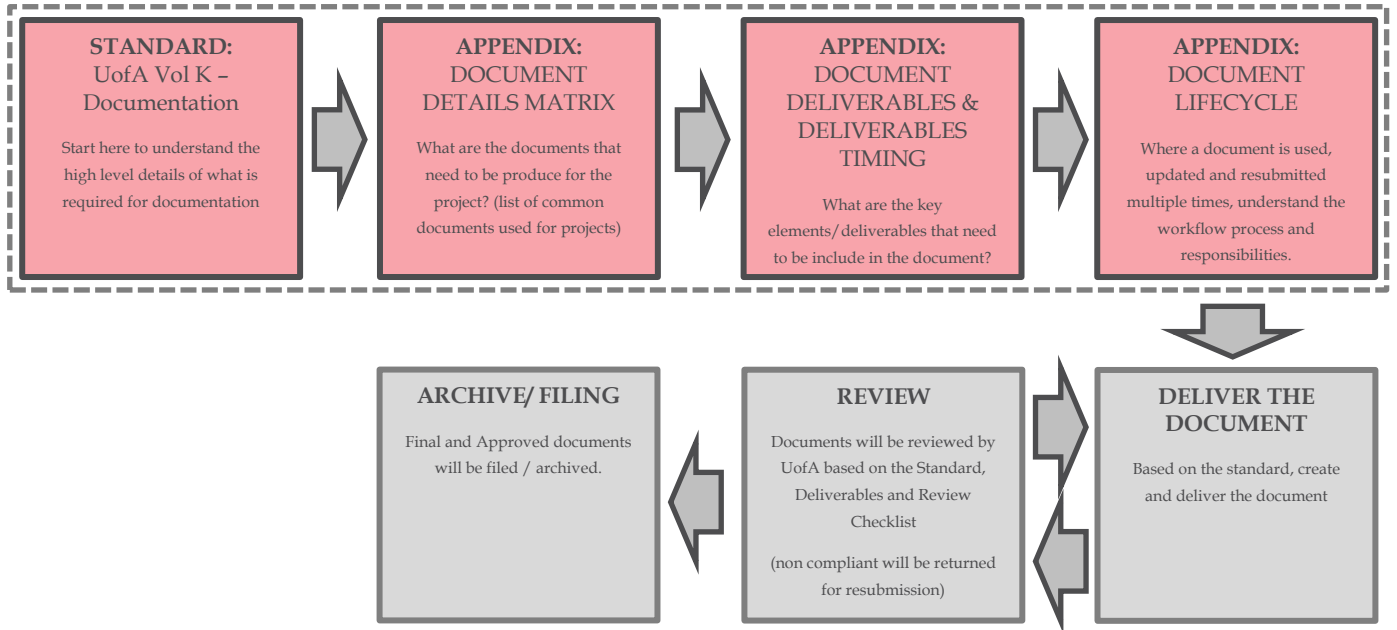 STANDARD:
UofA Vol K –
Documentation
Start here to understand the
high level details of what is
required for documentation
APPENDIX:
DOCUMENT
DETAILS MATRIX
What are the documents that
need to be produce for the
project? (list of common
documents used for projects)
APPENDIX:
DOCUMENT
DELIVERABLES &
DELIVERABLES
TIMING
What are the key
elements/deliverables that need
to be include in the document?
APPENDIX:
DOCUMENT
LIFECYCLE
Where a document is used,
updated and resubmitted
multiple times, understand the
workflow process and
responsibilities.
ARCHIVE/ FILING
Final and Approved documents
will be filed / archived.
REVIEW
Documents will be reviewed by
UofA based on the Standard,
Deliverables and Review
Checklist
(non compliant will be returned
for resubmission)
DELIVER THE
DOCUMENT
Based on the standard, create
and deliver the document